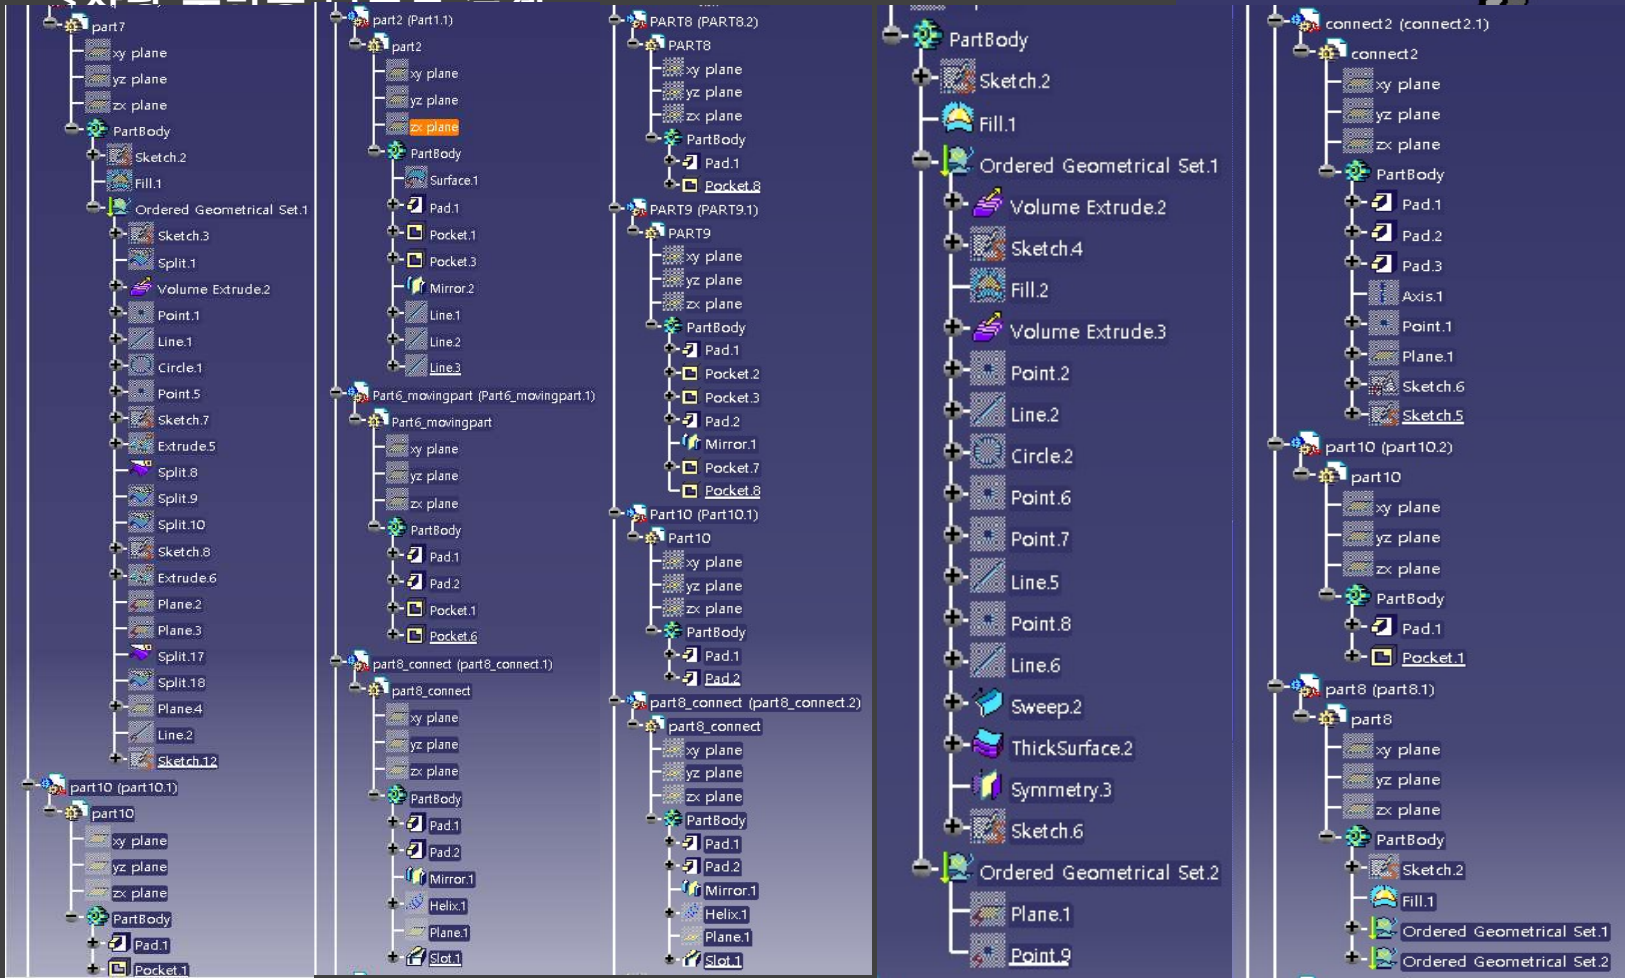 part7
xy plane
yz plane
zx plane
PartBody
Sketch.2
Fill.1
Ordered Geometrical Set.1
Sketch.3
Split.1
Volume Extrude.2
Point.1
Line.1
Circle.1
Point.5
Sketch.7
Extrude.5
Split.8
Split.9
Split.10
Sketch.8
Extrude.6
Plane.2
Plane.3
Split.17
Split.18
Plane.4
Line.2
Sketch.12
part10 (part10.1)
part10
xy plane
yz plane
zx plane
PartBody
Pad.1
Pocket.1
part2 (Part1.1)
part2
xy plane
yz plane
zx plane
PartBody
Surface.1
Pad.1
Pocket.1
Pocket.3
Mirror.2
Line.1
Line.2
Line.3
Part6_movingpart (Part6_movingpart.1)
Part6_movingpart
xy plane
yz plane
zx plane
PartBody
Pad.1
Pad.2
Pocket.1
Pocket.6
part8_connect (part8_connect.1)
part8_connect
xy plane
yz plane
zx plane
PartBody
Pad.1
Pad.2
Mirror.1
Helix.1
Plane.1
Slot.1
PART8 (PART8.2)
PART8
xy plane
yz plane
zx plane
PartBody
Pad.1
Pocket.8
PART9 (PART9.1)
PART9
xy plane
yz plane
zx plane
PartBody
Pad.1
Pocket.2
Pocket.3
Pad.2
Mirror.1
Pocket.7
Pocket.8
Part10 (Part10.1)
Part10
xy plane
yz plane
zx plane
PartBody
Pad.1
Pad.2
part8_connect (part8_connect.2)
part8_connect
xy plane
yz plane
zx plane
PartBody
Pad.1
Pad.2
Mirror.1
Helix.1
Plane.1
Slot.1
PartBody
Sketch.2
Fill.1
Ordered Geometrical Set.1
Volume Extrude.2
Sketch.4
Fill.2
Volume Extrude.3
Point.2
Line.2
Circle.2
Point.6
Point.7
Line.5
Point.8
Line.6
Sweep.2
ThickSurface.2
Symmetry.3
Sketch.6
Ordered Geometrical Set.2
Plane.1
Point.9
connect2 (connect2.1)
connect2
xy plane
yz plane
zx plane
PartBody
Pad.1
Pad.2
Pad.3
Axis.1
Point.1
Plane.1
Sketch.6
Sketch.5
part10 (part10.2)
part10
xy plane
yz plane
zx plane
PartBody
Pad.1
Pocket.1
part8 (part8.1)
part8
xy plane
yz plane
zx plane
PartBody
Sketch.2
Fill.1
Ordered Geometrical Set.1
Ordered Geometrical Set.2